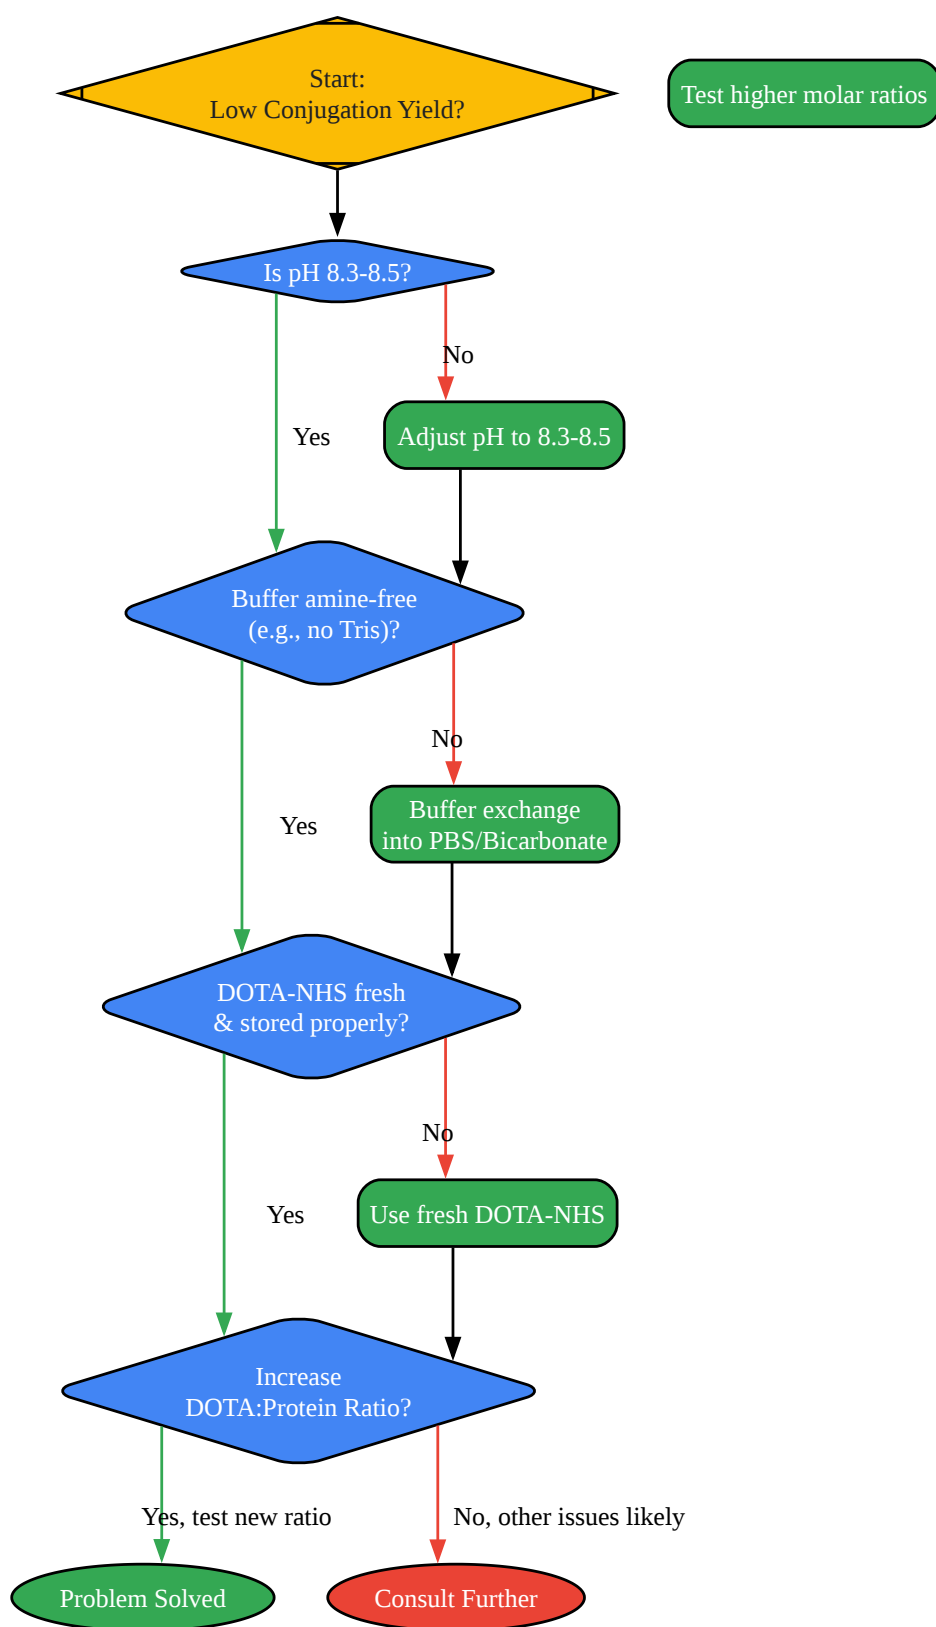 Start:
Low Conjugation Yield?
Test higher molar ratios
Is pH 8.3-8.5?
No
Yes
Adjust pH to 8.3-8.5
Buffer amine-free
(e.g., no Tris)?
No
Yes
Buffer exchange
into PBS/Bicarbonate
DOTA-NHS fresh
& stored properly?
No
Yes
Use fresh DOTA-NHS
Increase
DOTA:Protein Ratio?
Yes, test new ratio
No, other issues likely
Problem Solved
Consult Further